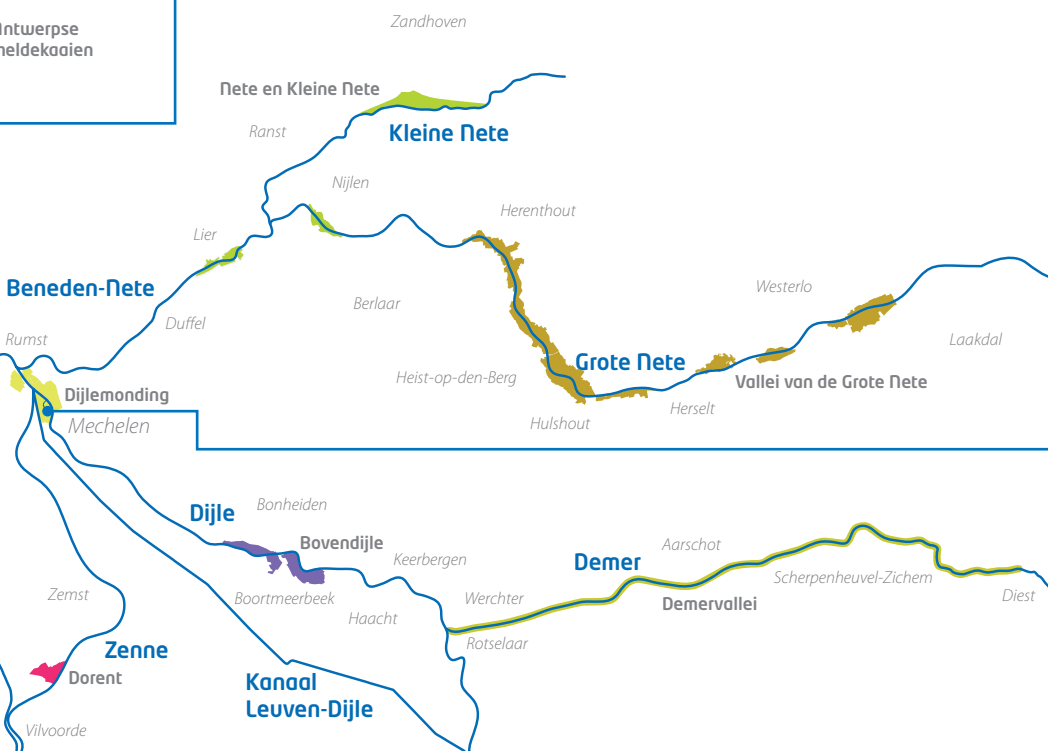 Zandhoven
Nete en Kleine Nete
Kleine Nete
Ranst
Nijlen
Herenthout
Lier
Westerlo
Beneden-Nete
Berlaar
Duffel
Rumst
Laakdal
Grote Nete
Heist-op-den-Berg
Vallei van de Grote Nete
Dijlemonding
Herselt
Mechelen
Hulshout
Bonheiden
Dijle
Bovendijle
Aarschot
Keerbergen
Demer
Scherpenheuvel-Zichem
Zemst
Boortmeerbeek
Werchter
Demervallei
Diest
Haacht
Rotselaar
Zenne
Dorent
Kanaal
Leuven-Dijle
Vilvoorde